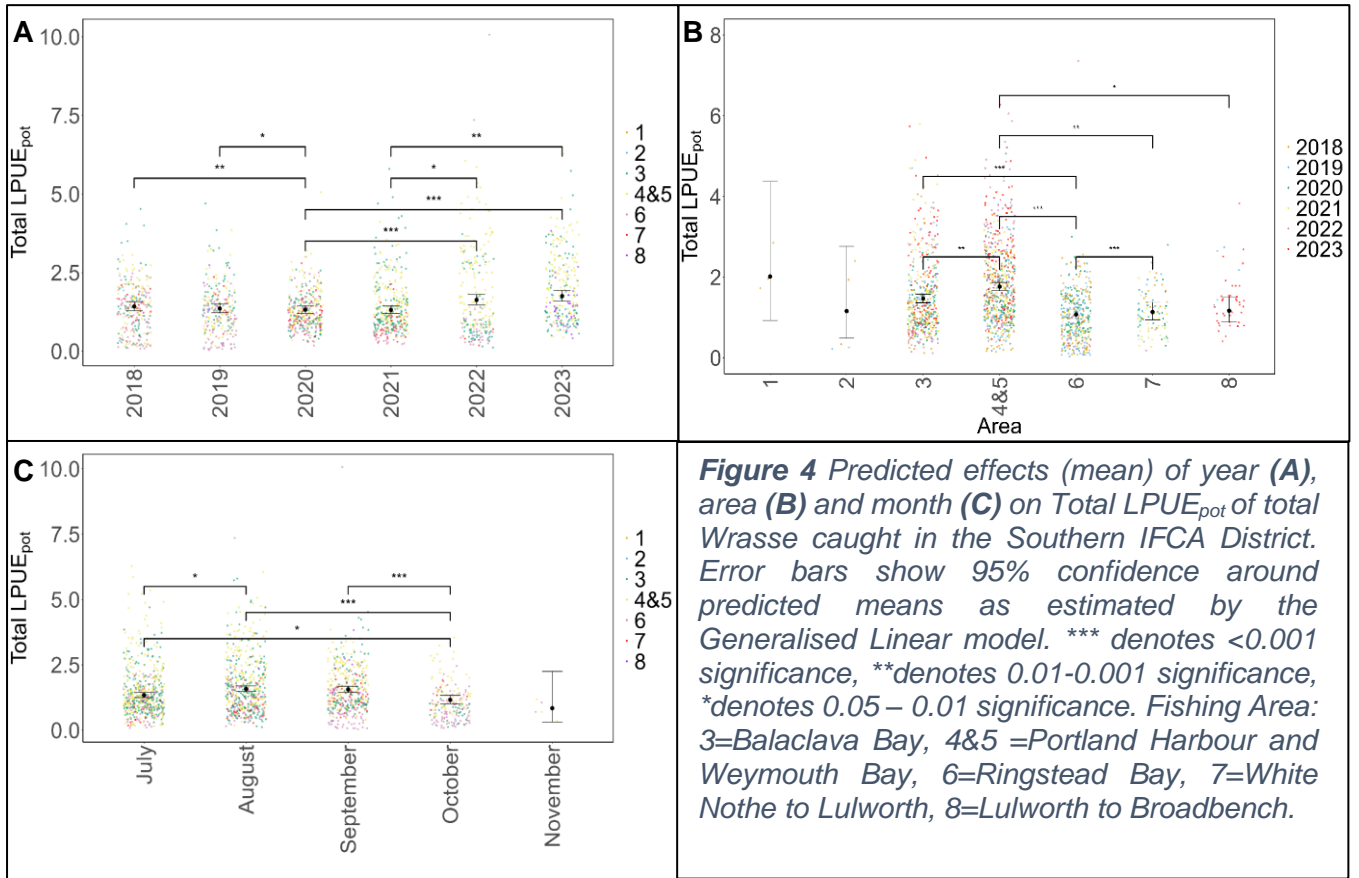 A
Total LPUEpot
10.0
7.5
5.0
2.5
0.0
*
**
**
*
***
***
2018
2019
2020
2021
2022
2023
1
2
3
4&5
6
7
8
B
Total LPUEpot
8
6
4
2
0
*
**
***
***
**
***
1
2
3
4&5
6
7
8
Area
2018
2019
2020
2021
2022
2023
C
Total LPUEpot
10.0
7.5
5.0
2.5
0.0
*
***
***
*
July
August
September
October
November
1
2
3
4&5
6
7
8
Figure 4 Predicted effects (mean) of year (A),
area (B) and month (C) on Total LPUEpot of total
Wrasse caught in the Southern IFCA District.
Error bars show 95% confidence around
predicted means as estimated by the
Generalised Linear model. *** denotes <0.001
significance, **denotes 0.01-0.001 significance,
*denotes 0.05 – 0.01 significance. Fishing Area:
3=Balaclava Bay, 4&5 =Portland Harbour and
Weymouth Bay, 6=Ringstead Bay, 7=White
Nothe to Lulworth, 8=Lulworth to Broadbench.